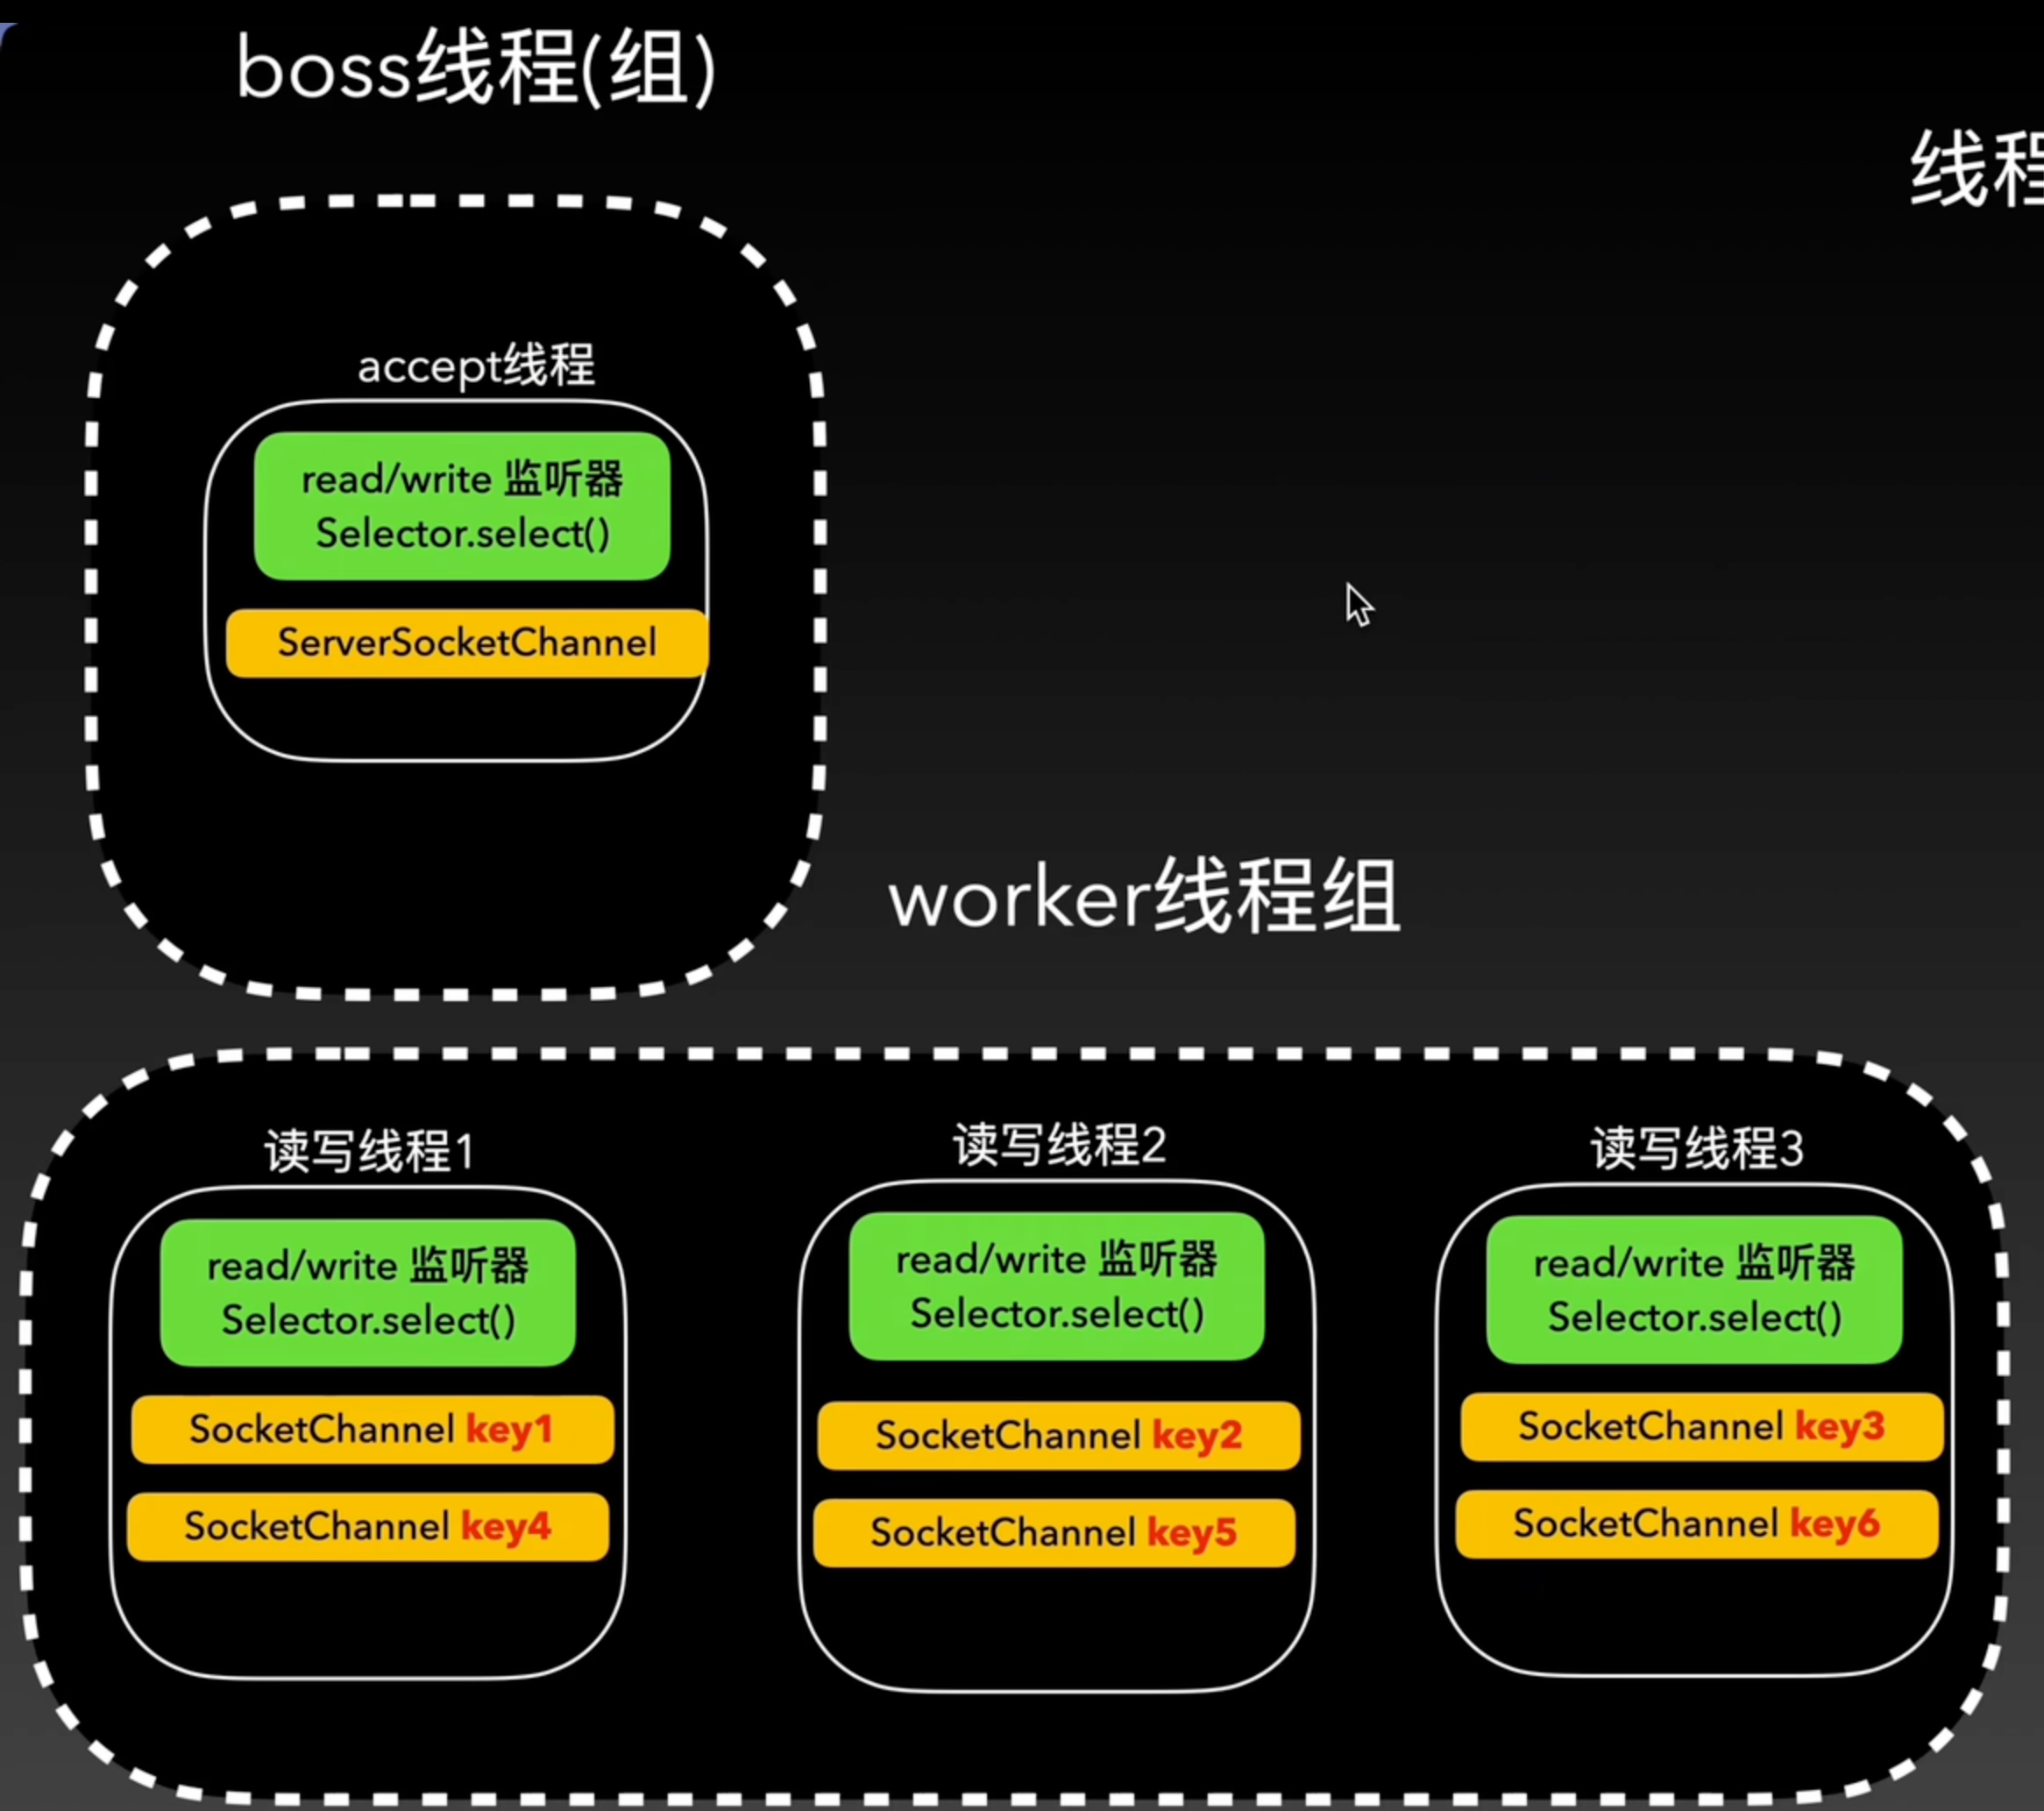 boss线程(组)
线程
accept线程
read/write 监听器
Selector.select()
ServerSocketChannel
worker线程组
读写线程1
read/write 监听器
Selector.select()
SocketChannel key1
SocketChannel key4
读写线程2
read/write 监听器
Selector.select()
SocketChannel key2
SocketChannel key5
读写线程3
read/write 监听器
Selector.select()
SocketChannel key3
SocketChannel key6